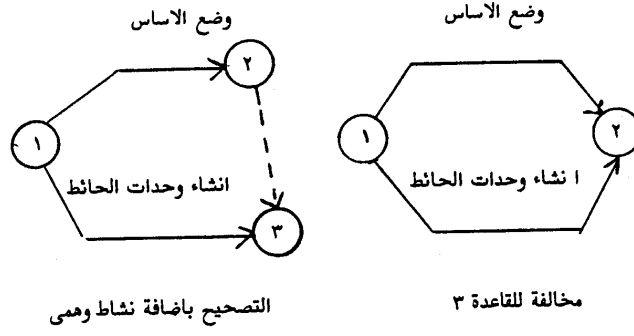 وضع الاساس
٢
١
انشاء وحدات الحائط
٣
التصحيح باضافة نشاط وهمى
وضع الاساس
١
٢
ا نشاء وحدات الحائط
مخالفة للقاعدة ٣